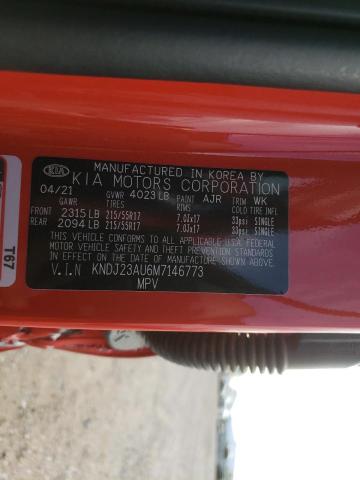 MANUFACTURED IN KOREA BY
KIA KIA MOTORS CORPORATION
04/21 GVWR 4023LB PAINT AJR TRIM WK
GAWR TIRES RIMS COLD TIRE INFL.
FRONT 2315LB 215/55R17 7.0Jx17 33psi SINGLE
REAR 2094LB 215/55R17 7.0Jx17 33psi SINGLE
THIS VEHICLE CONFORMS TO ALL APPLICABLE U.S.A. FEDERAL
MOTOR VEHICLE SAFETY, BUMPER, AND THEFT PREVENTION STANDARDS
IN EFFECT ON THE DATE OF MANUFACTURE SHOWN ABOVE.
V.I.N KNDJ23AU6M7146773
MPV
T67